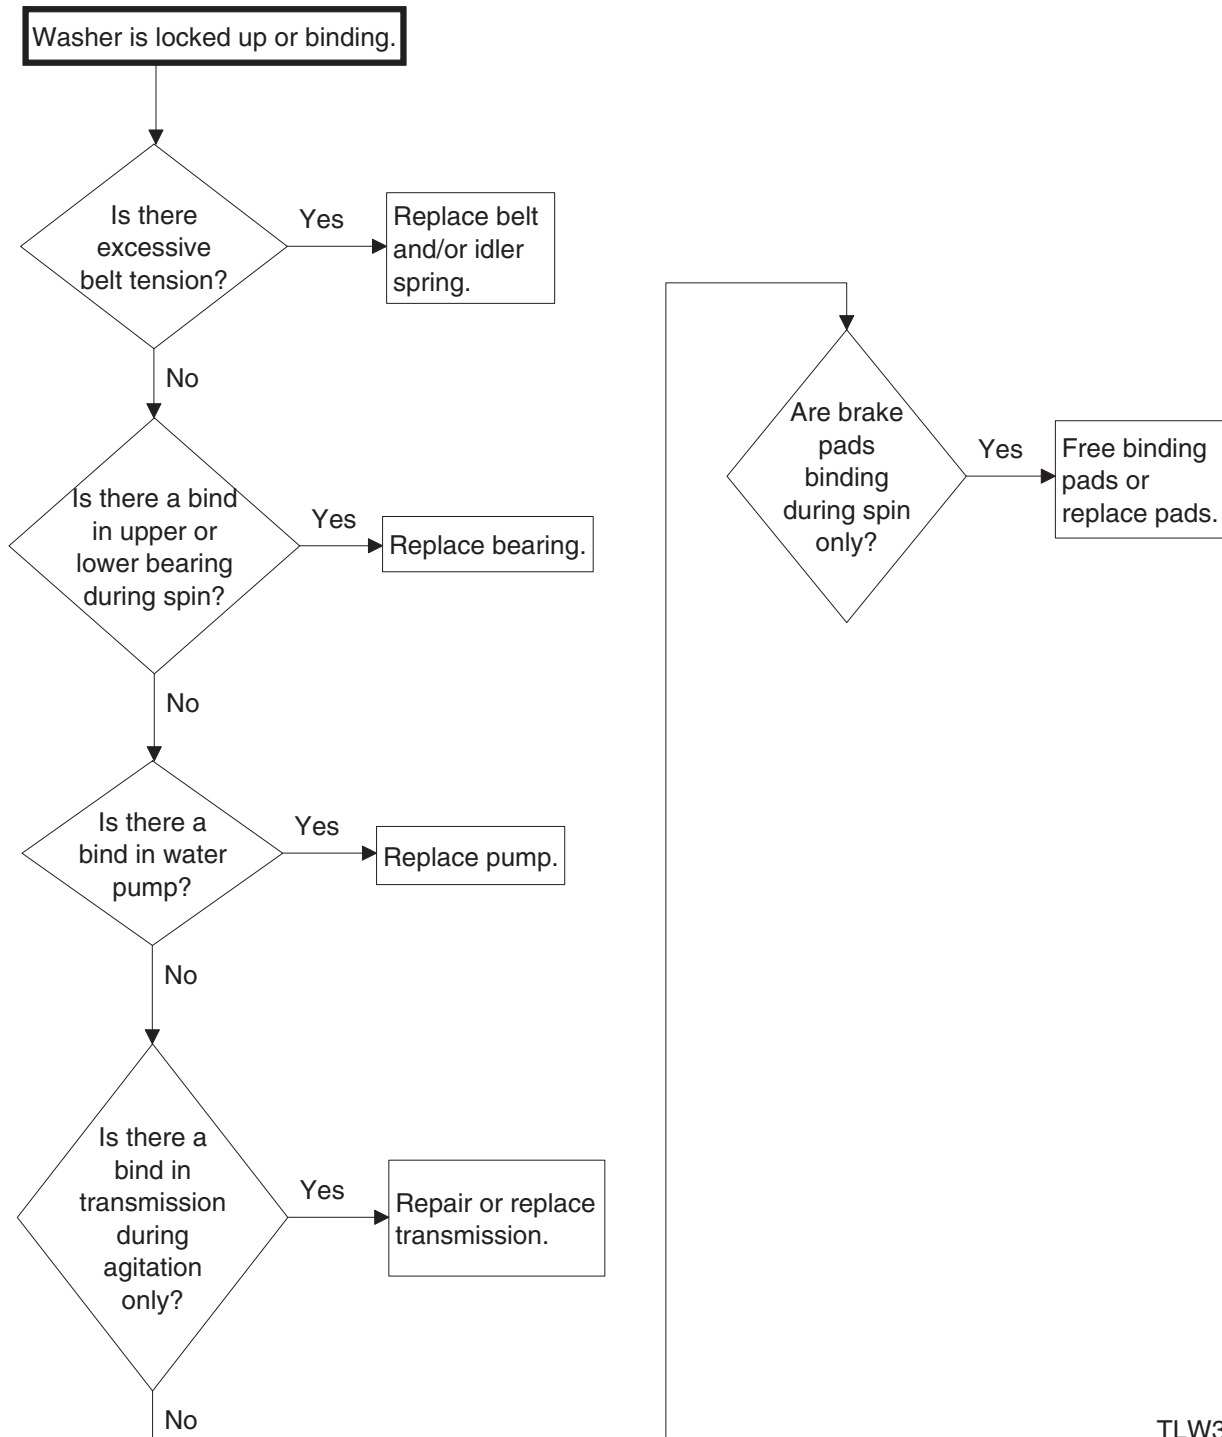 Washer is locked up or binding.
Is there
excessive
belt tension?
Yes
Replace belt
and/or idler
spring.
No
Is there a bind
in upper or
lower bearing
during spin?
Yes
Replace bearing.
No
Is there a
bind in water
pump?
Yes
Replace pump.
No
Is there a
bind in
transmission
during
agitation
only?
Yes
Repair or replace
transmission.
No
Are brake
pads
binding
during spin
only?
Yes
Free binding
pads or
replace pads.
TLW3